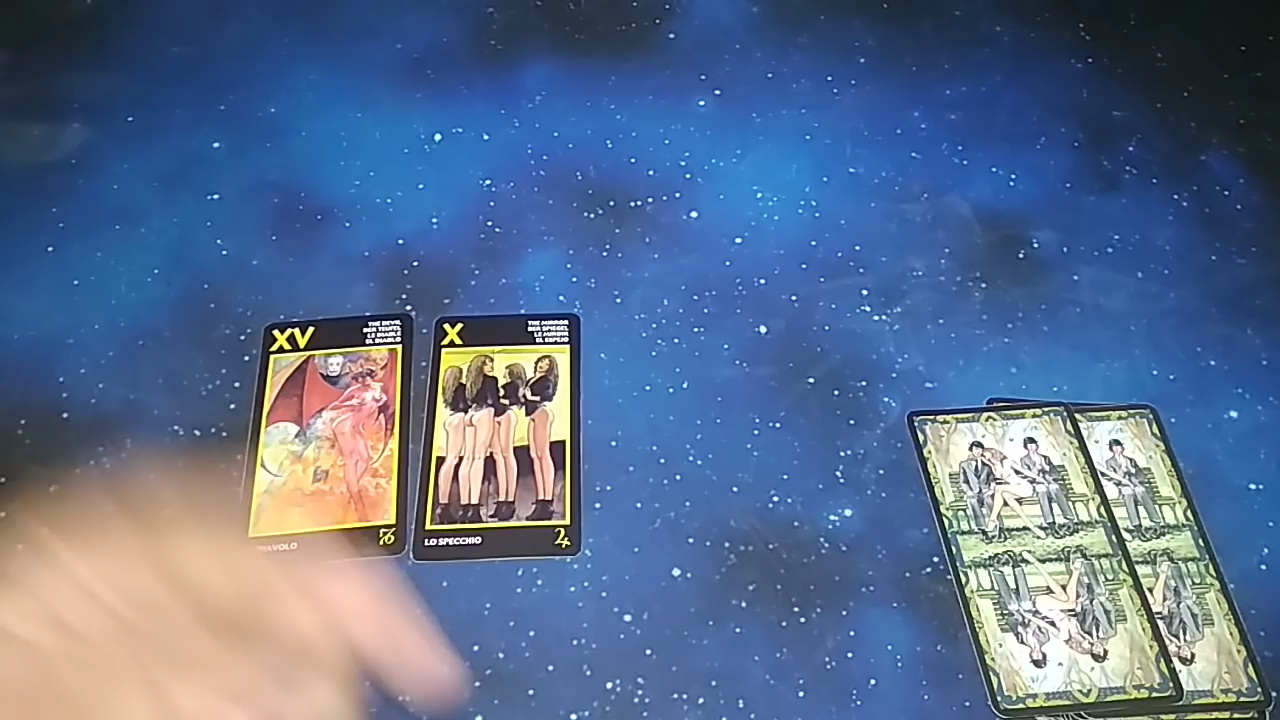 XV
THE DEVIL
DER TEUFEL
LE DIABLE
EL DIABLO
X
THE MIRROR
DER SPIEGEL
LE MIROIR
EL ESPEJO
LO SPECCHIO